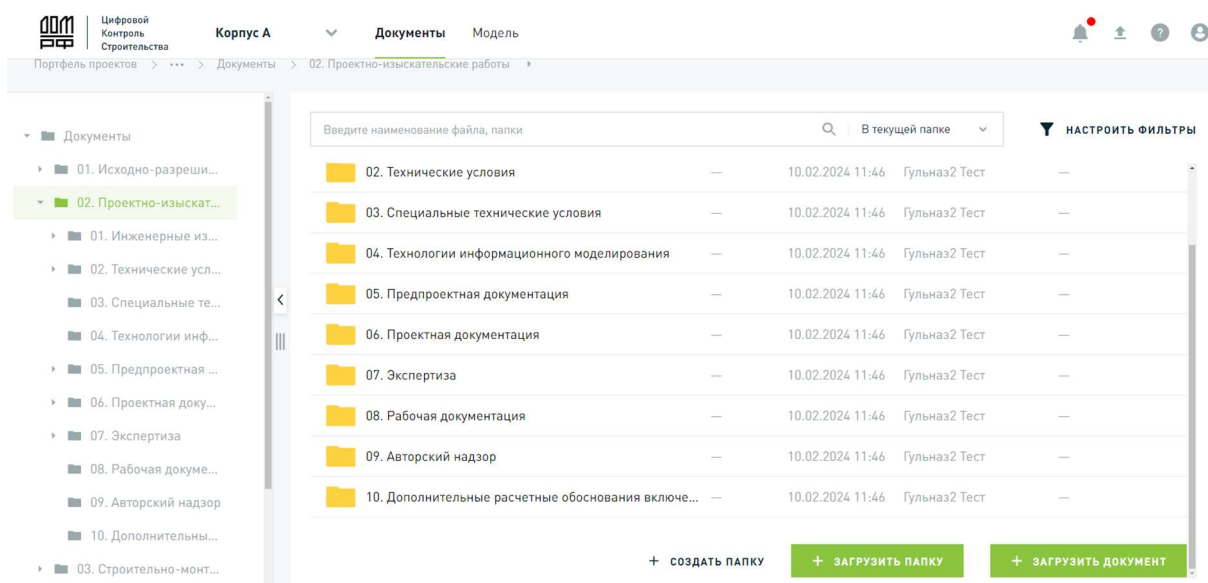 ДОМ
РФ
Цифровой
Контроль
Строительства
Корпус А
Документы
Модель
?
Портфель проектов > ••• > Документы > 02. Проектно-изыскательские работы
Документы
01. Исходно-разреши...
02. Проектно-изыскат...
01. Инженерные из...
02. Технические усл...
03. Специальные те...
04. Технологии инф...
05. Предпроектная ...
06. Проектная доку...
07. Экспертиза
08. Рабочая докуме...
09. Авторский надзор
10. Дополнительны...
03. Строительно-монт...
Введите наименование файла, папки
В текущей папке
НАСТРОИТЬ ФИЛЬТРЫ
02. Технические условия — 10.02.2024 11:46 Гульназ2 Тест —
03. Специальные технические условия — 10.02.2024 11:46 Гульназ2 Тест —
04. Технологии информационного моделирования — 10.02.2024 11:46 Гульназ2 Тест —
05. Предпроектная документация — 10.02.2024 11:46 Гульназ2 Тест —
06. Проектная документация — 10.02.2024 11:46 Гульназ2 Тест —
07. Экспертиза — 10.02.2024 11:46 Гульназ2 Тест —
08. Рабочая документация — 10.02.2024 11:46 Гульназ2 Тест —
09. Авторский надзор — 10.02.2024 11:46 Гульназ2 Тест —
10. Дополнительные расчетные обоснования включе... — 10.02.2024 11:46 Гульназ2 Тест —
+ СОЗДАТЬ ПАПКУ
+ ЗАГРУЗИТЬ ПАПКУ
+ ЗАГРУЗИТЬ ДОКУМЕНТ